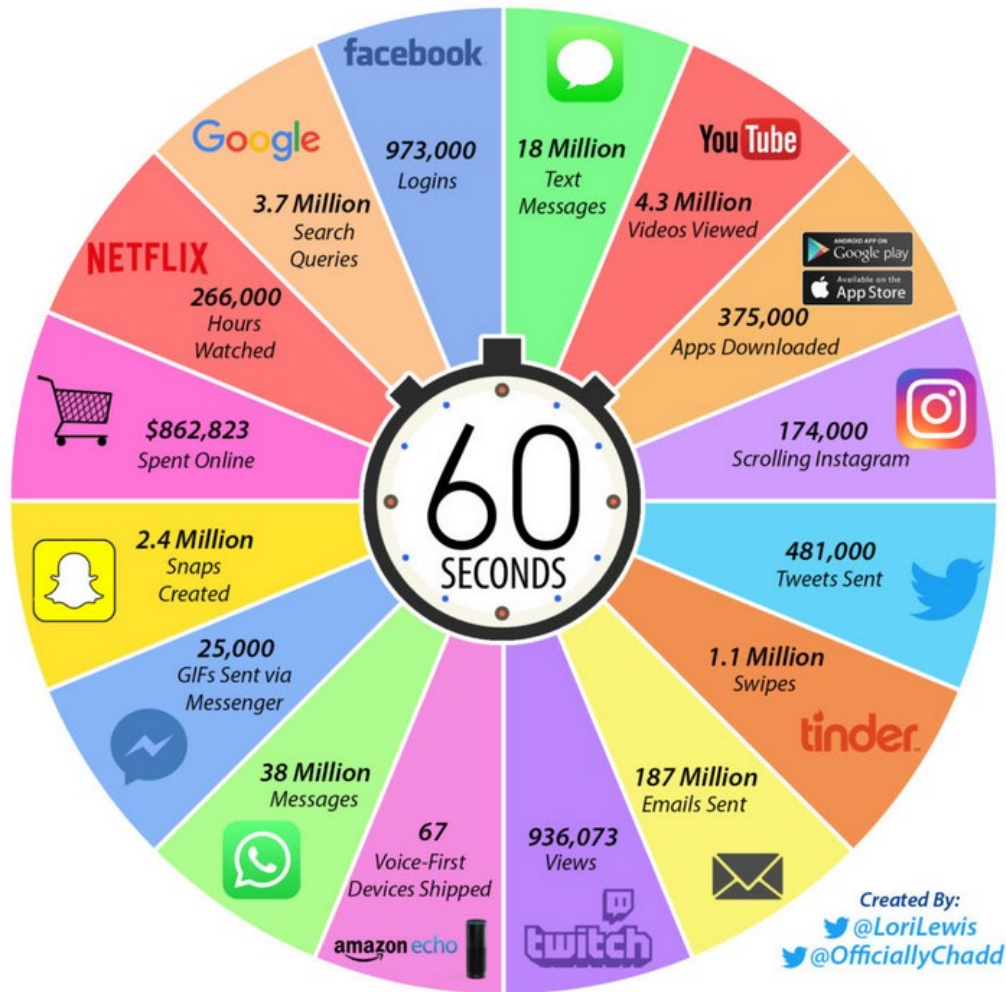 facebook
973,000
Logins
18 Million
Text
Messages
YouTube
4.3 Million
Videos Viewed
ANDROID APP ON
Google play
Available on the
App Store
375,000
Apps Downloaded
174,000
Scrolling Instagram
481,000
Tweets Sent
1.1 Million
Swipes
tinder
187 Million
Emails Sent
936,073
Views
twitch
67
Voice-First
Devices Shipped
amazon echo
38 Million
Messages
25,000
GIFs Sent via
Messenger
2.4 Million
Snaps
Created
$862,823
Spent Online
NETFLIX
266,000
Hours
Watched
Google
3.7 Million
Search
Queries
60
SECONDS
Created By:
@LoriLewis
@OfficiallyChadd